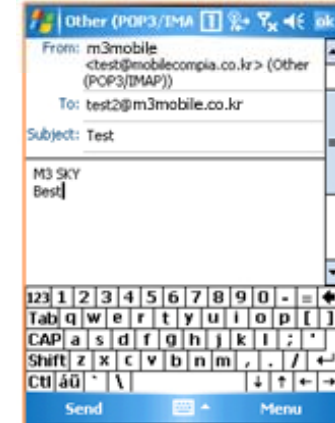 Other (POP3/IMA
ok
From: m3mobile
<test@mobilecompia.co.kr> (Other
(POP3/IMAP))
To: test2@m3mobile.co.kr
Subject: Test
M3 SKY
Best
123 1 2 3 4 5 6 7 8 9 0 - =
Tab q w e r t y u i o p [ ]
CAP a s d f g h j k l ; '
Shift z x c v b n m , . /
Ctl áü ` \
Send
Menu